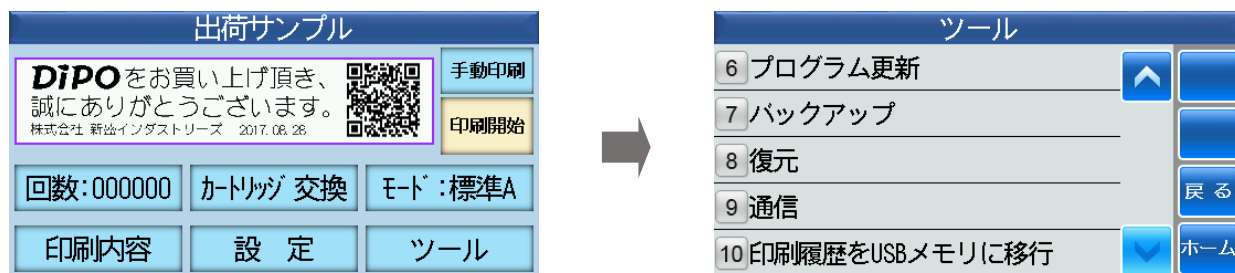 出荷サンプル
DiPOをお買い上げ頂き、
誠にありがとうございます。
株式会社 新盛インダストリーズ 2017.08.28
手動印刷
印刷開始
回数:000000
ｶｰﾄﾘｯｼﾞ 交換
ﾓｰﾄﾞ:標準A
印刷内容
設 定
ツール
ツール
6 プログラム更新
7 バックアップ
8 復元
9 通信
10 印刷履歴をUSBメモリに移行
戻 る
ホーム